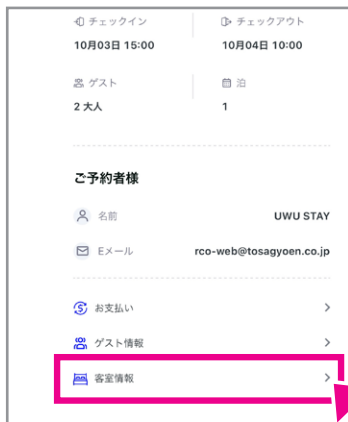 チェックイン
チェックアウト
10月03日 15:00
10月04日 10:00
ゲスト
泊
2 大人
1
ご予約者様
名前
UWU STAY
Eメール
rco-web@tosagyoen.co.jp
お支払い
ゲスト情報
客室情報